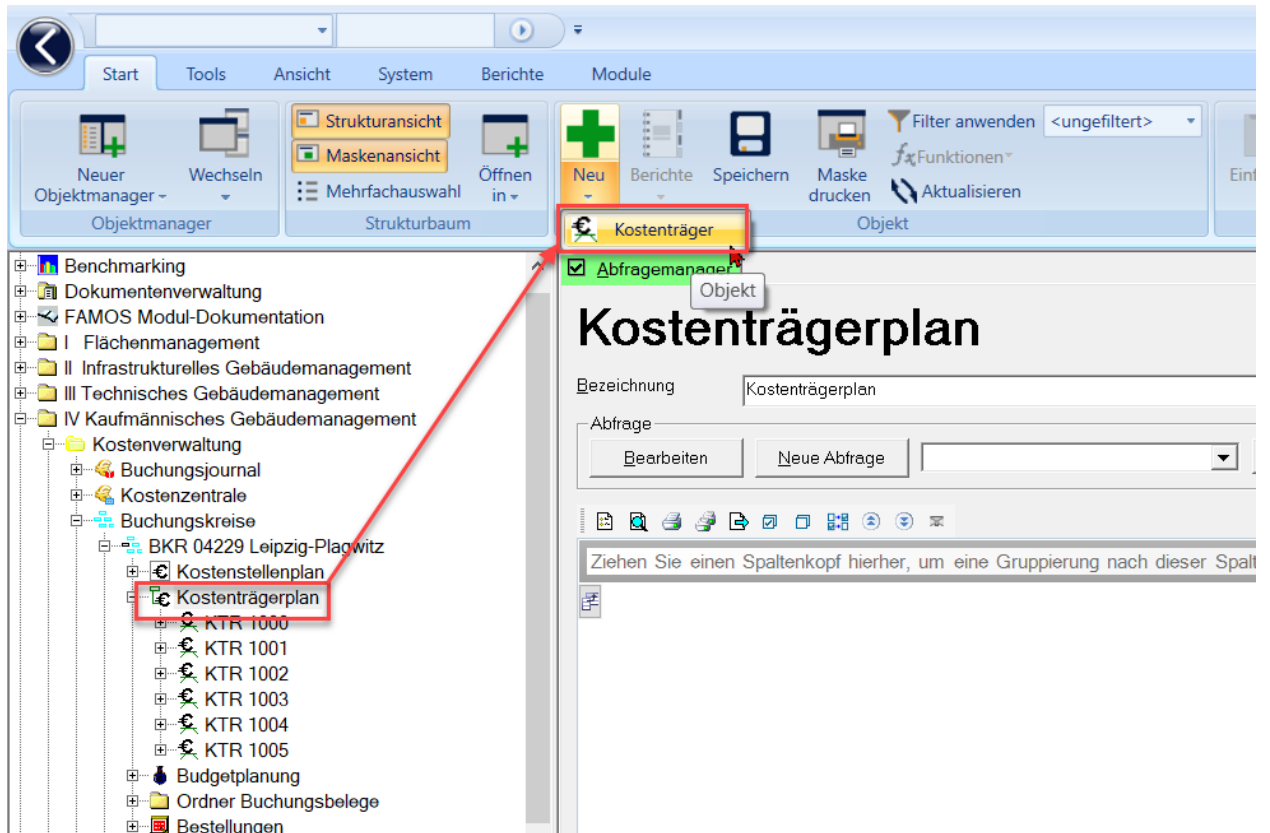 Start Tools Ansicht System Berichte Module
Strukturansicht
Maskenansicht
Mehrfachauswahl
Neuer
Objektmanager
Wechseln
Öffnen
in
Neu
Berichte
Speichern
Maske
drucken
Filter anwenden <ungefiltert>
Funktionen
Aktualisieren
Objektmanager Strukturbaum Objekt
Kostenträger
Abfragemanager
Objekt
Benchmarking
Dokumentenverwaltung
FAMOS Modul-Dokumentation
I Flächenmanagement
II Infrastrukturelles Gebäudemanagement
III Technisches Gebäudemanagement
IV Kaufmännisches Gebäudemanagement
Kostenverwaltung
Buchungsjournal
Kostenzentrale
Buchungskreise
BKR 04229 Leipzig-Plagwitz
Kostenstellenplan
Kostenträgerplan
KTR 1000
KTR 1001
KTR 1002
KTR 1003
KTR 1004
KTR 1005
Budgetplanung
Ordner Buchungsbelege
Bestellungen
Kostenträgerplan
Bezeichnung Kostenträgerplan
Abfrage
Bearbeiten Neue Abfrage
Ziehen Sie einen Spaltenkopf hierher, um eine Gruppierung nach dieser Spalt